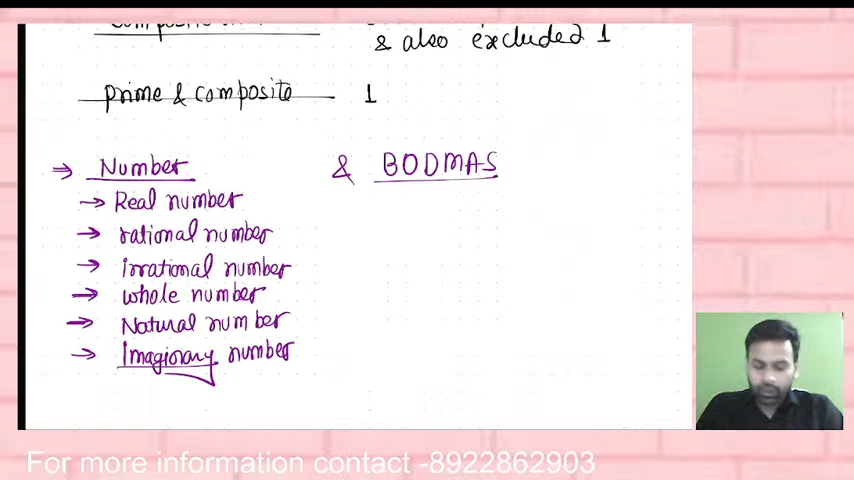 & also excluded 1
prime & composite 1
⇒ Number & BODMAS
→ Real number
→ rational number
→ irrational number
→ whole number
→ Natural number
→ Imaginary number
For more information contact -8922862903